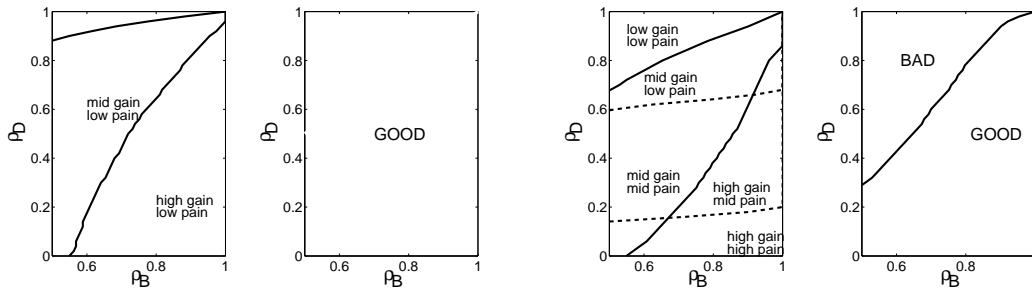 1
0.8
0.6
0.4
0.2
0
0.6 0.8 1
ρD
ρB
mid gain
low pain
high gain
low pain
1
0.8
0.6
0.4
0.2
0
0.6 0.8 1
ρD
ρB
GOOD
1
0.8
0.6
0.4
0.2
0
0.6 0.8 1
ρD
ρB
low gain
low pain
mid gain
low pain
mid gain
mid pain
high gain
mid pain
high gain
high pain
1
0.8
0.6
0.4
0.2
0
0.6 0.8 1
ρD
ρB
BAD
GOOD